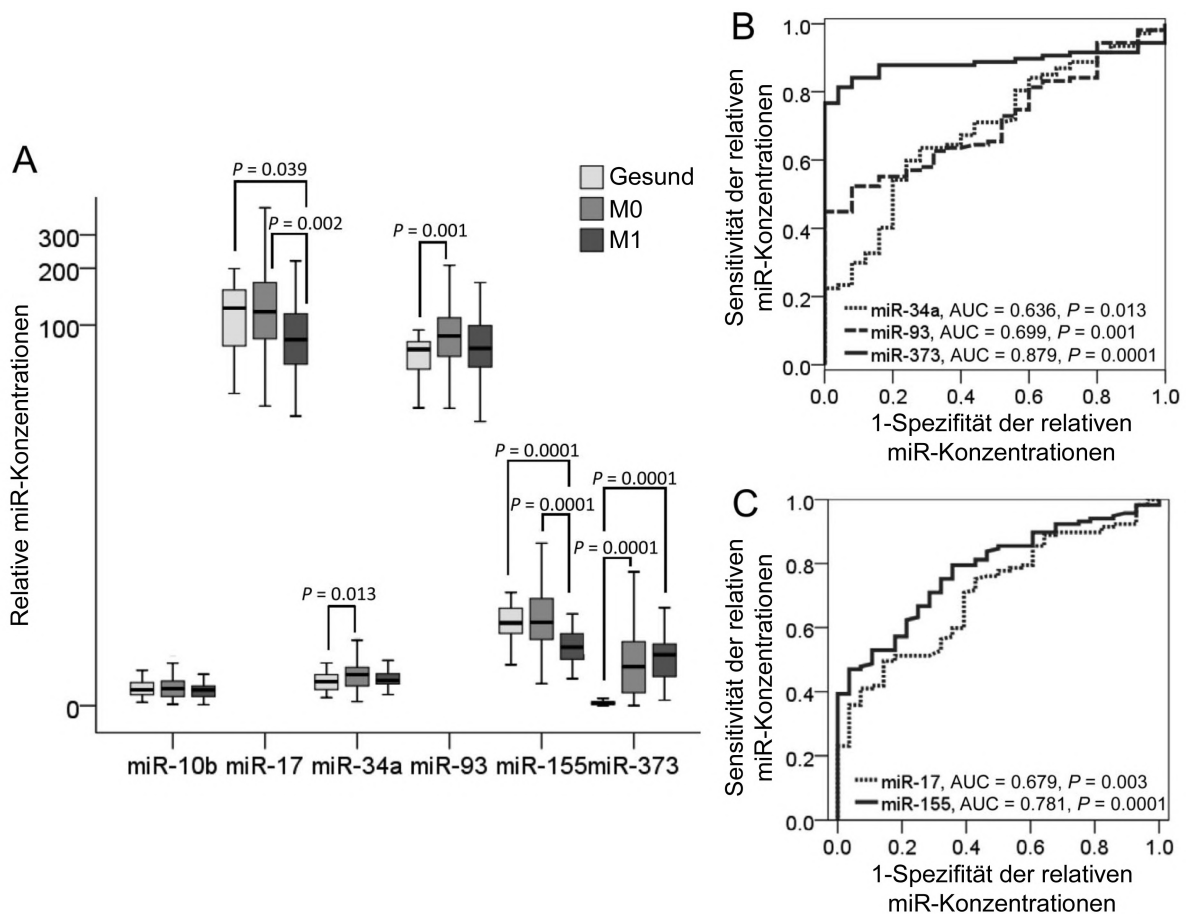 A
Gesund
M0
M1
P = 0.039
P = 0.002
P = 0.001
P = 0.0001
P = 0.0001
P = 0.0001
P = 0.0001
P = 0.013
Relative miR-Konzentrationen
300
200
100
0
miR-10b miR-17 miR-34a miR-93 miR-155 miR-373
B
Sensitivität der relativen
miR-Konzentrationen
1.0
0.8
0.6
0.4
0.2
0.0
miR-34a, AUC = 0.636, P = 0.013
miR-93, AUC = 0.699, P = 0.001
miR-373, AUC = 0.879, P = 0.0001
0.0 0.2 0.4 0.6 0.8 1.0
1-Spezifität der relativen
miR-Konzentrationen
C
Sensitivität der relativen
miR-Konzentrationen
1.0
0.8
0.6
0.4
0.2
0.0
miR-17, AUC = 0.679, P = 0.003
miR-155, AUC = 0.781, P = 0.0001
0.0 0.2 0.4 0.6 0.8 1.0
1-Spezifität der relativen
miR-Konzentrationen